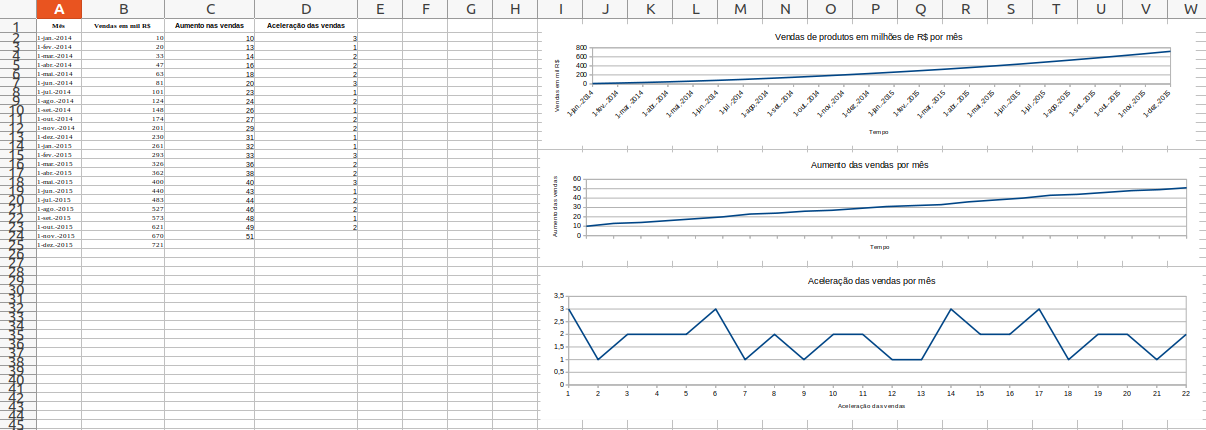 A B C D E F G H I J K L M N O P Q R S T U V W
1 Mês Vendas em mil R$ Aumento nas vendas Aceleração das vendas
2 1-jan.-2014 10 10 3
3 1-fev.-2014 20 13 1
4 1-mar.-2014 33 14 2
5 1-abr.-2014 47 16 2
6 1-mai.-2014 63 18 2
7 1-jun.-2014 81 20 3
8 1-jul.-2014 101 23 1
9 1-ago.-2014 124 24 2
10 1-set.-2014 148 26 1
11 1-out.-2014 174 27 2
12 1-nov.-2014 201 29 2
13 1-dez.-2014 230 31 1
14 1-jan.-2015 261 32 1
15 1-fev.-2015 293 33 3
16 1-mar.-2015 326 36 2
17 1-abr.-2015 362 38 2
18 1-mai.-2015 400 40 3
19 1-jun.-2015 440 43 1
20 1-jul.-2015 483 44 2
21 1-ago.-2015 527 46 2
22 1-set.-2015 573 48 1
23 1-out.-2015 621 49 2
24 1-nov.-2015 670 51
25 1-dez.-2015 721
26
27
28
29
30
31
32
33
34
35
36
37
38
39
40
41
42
43
44
45
Vendas de produtos em milhões de R$ por mês
Vendas em mil R$
800
600
400
200
0
1-jan.-2014 1-fev.-2014 1-mar.-2014 1-abr.-2014 1-mai.-2014 1-jun.-2014 1-jul.-2014 1-ago.-2014 1-set.-2014 1-out.-2014 1-nov.-2014 1-dez.-2014 1-jan.-2015 1-fev.-2015 1-mar.-2015 1-abr.-2015 1-mai.-2015 1-jun.-2015 1-jul.-2015 1-ago.-2015 1-set.-2015 1-out.-2015 1-nov.-2015 1-dez.-2015
Tempo
Aumento das vendas por mês
Aumento das vendas
60
50
40
30
20
10
0
Tempo
Aceleração das vendas por mês
3,5
3
2,5
2
1,5
1
0,5
0
1 2 3 4 5 6 7 8 9 10 11 12 13 14 15 16 17 18 19 20 21 22
Aceleração das vendas